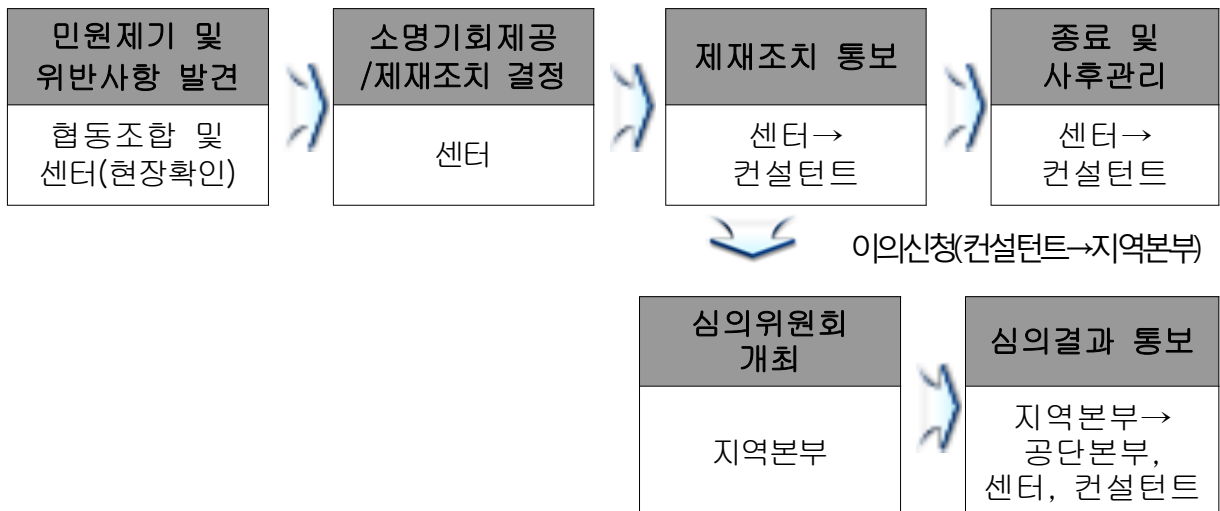 민원제기 및
위반사항 발견
협동조합 및
센터(현장확인)
소명기회제공
/제재조치 결정
센터
제재조치 통보
센터→
컨설턴트
종료 및
사후관리
센터→
컨설턴트
이의신청(컨설턴트→지역본부)
심의위원회
개최
지역본부
심의결과 통보
지역본부→
공단본부,
센터, 컨설턴트